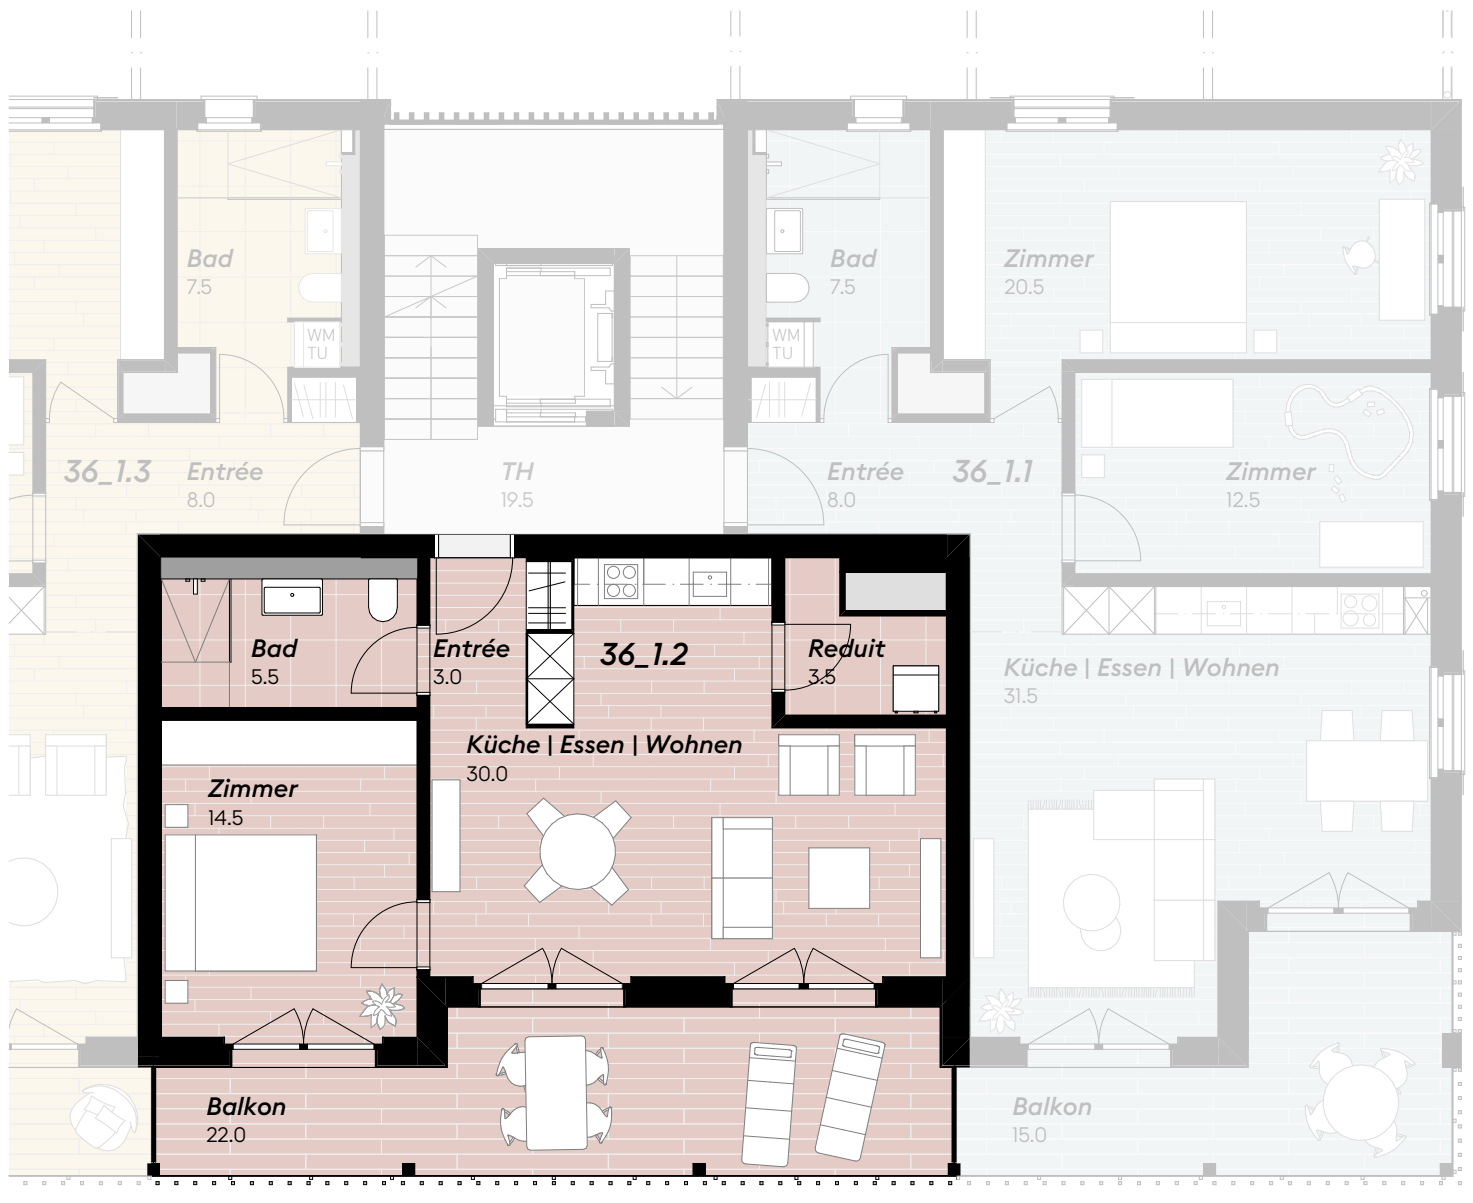 Bad
7.5
WM
TU
Bad
7.5
WM
TU
Zimmer
20.5
36_1.3
Entrée
8.0
TH
19.5
Entrée
8.0
36_1.1
Zimmer
12.5
Bad
5.5
Entrée
3.0
36_1.2
Reduit
3.5
Küche | Essen | Wohnen
31.5
Küche | Essen | Wohnen
30.0
Zimmer
14.5
Balkon
22.0
Balkon
15.0